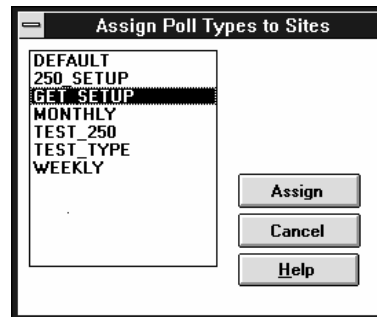 Assign Poll Types to Sites
DEFAULT
250_SETUP
GET_SETUP
MONTHLY
TEST_250
TEST_TYPE
WEEKLY
Assign
Cancel
Help